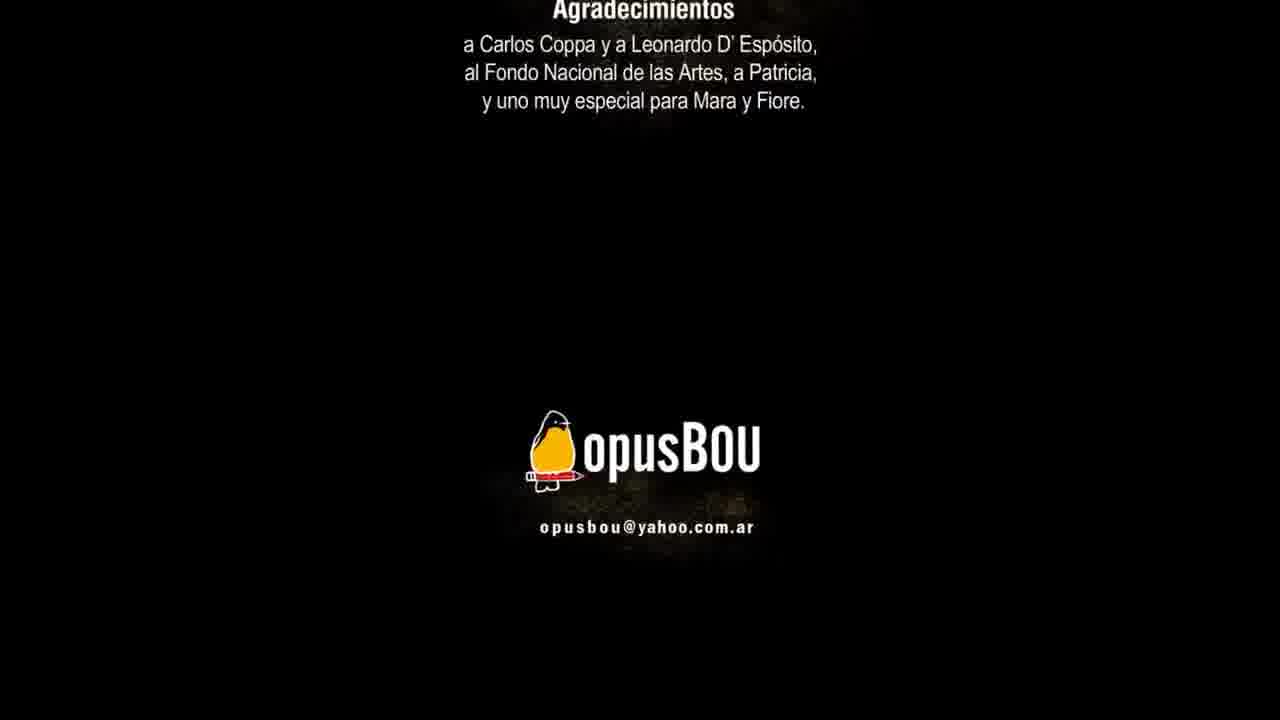 Agradecimientos
a Carlos Coppa y a Leonardo D' Espósito,
al Fondo Nacional de las Artes, a Patricia,
y uno muy especial para Mara y Fiore.
opusBOU
opusbou@yahoo.com.ar